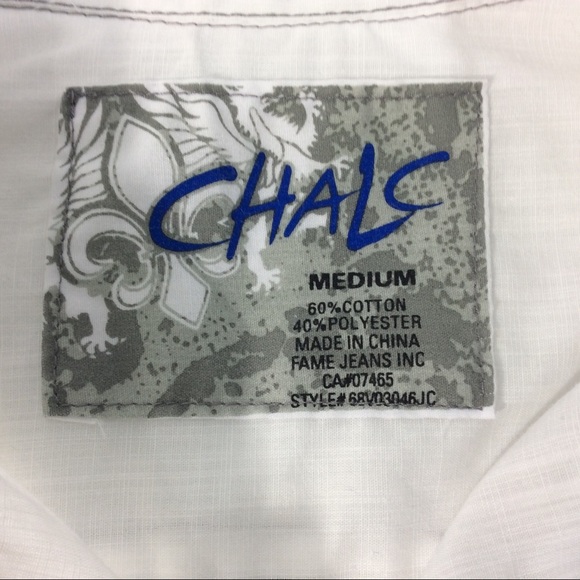 CHALC
MEDIUM
60%COTTON
40%POLYESTER
MADE IN CHINA
FAME JEANS INC
CA#07465
STYLE# 68V03046JC